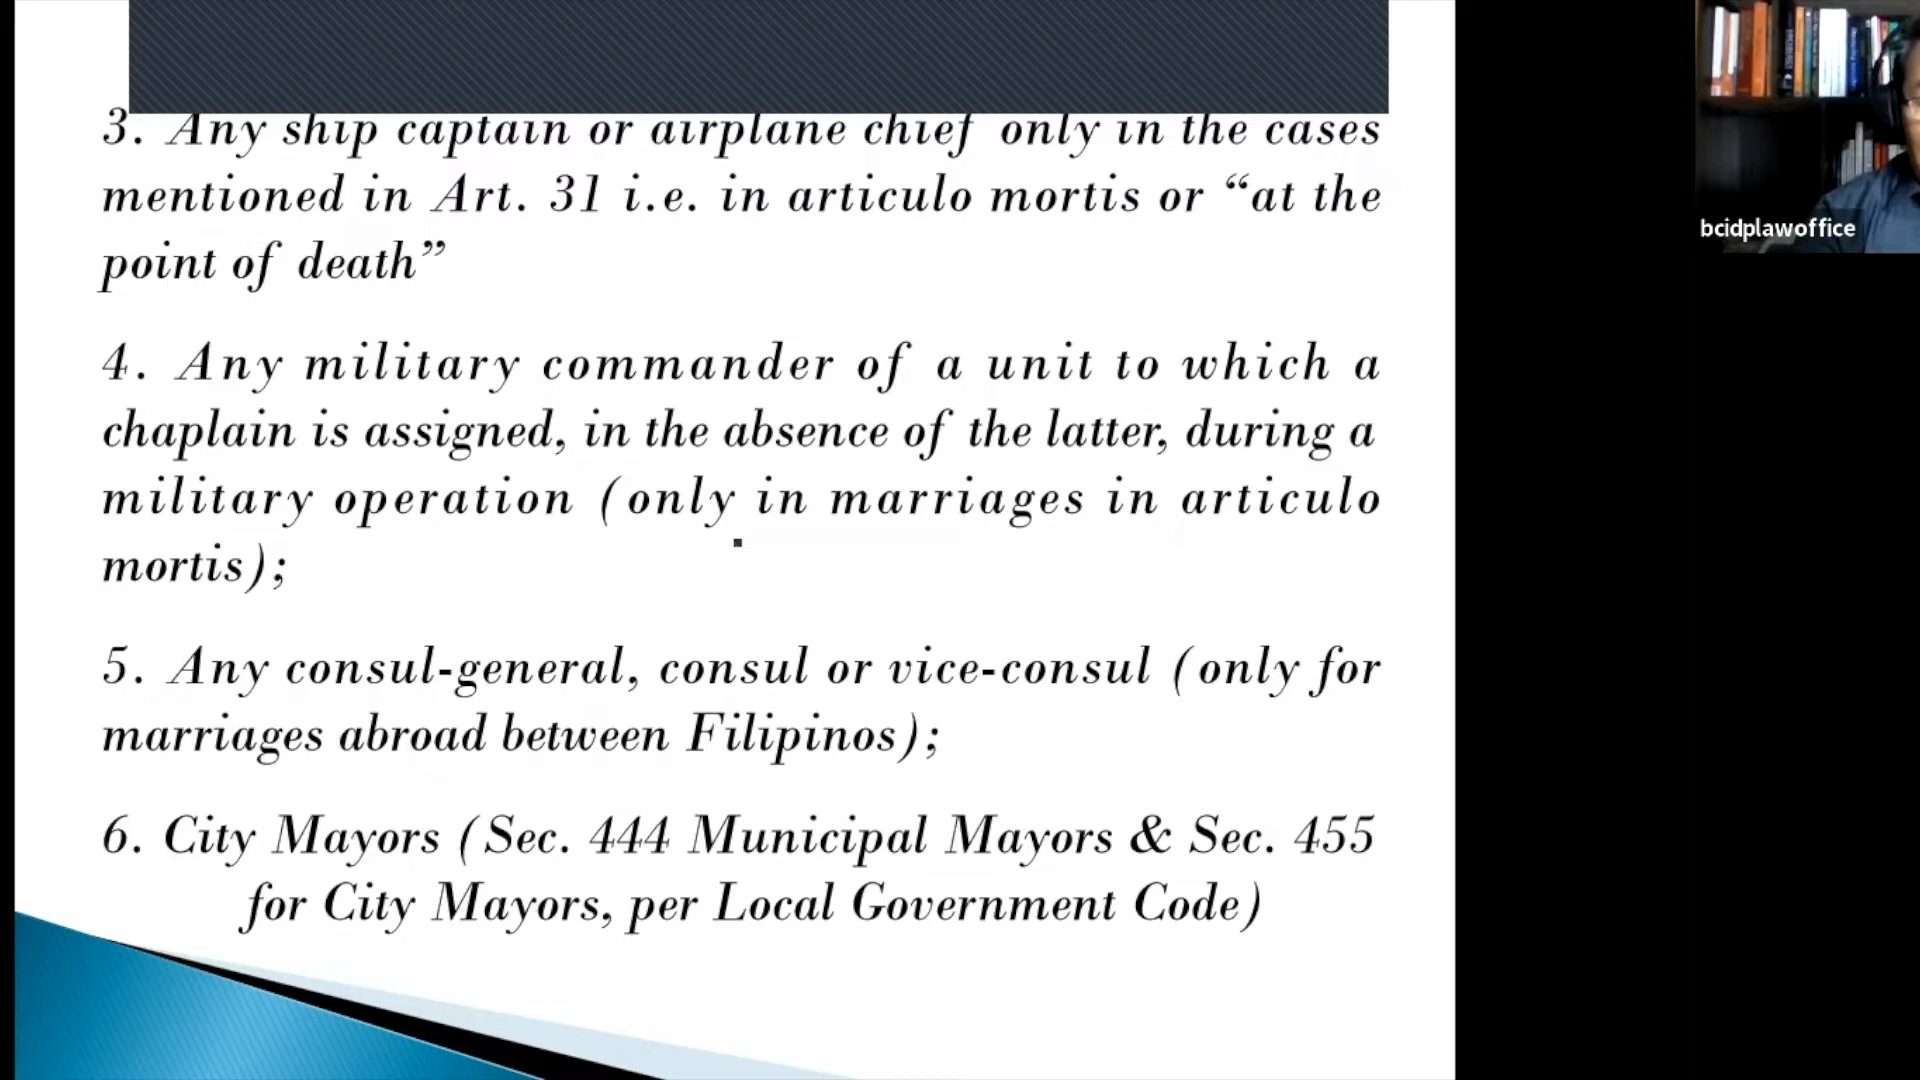 3. Any ship captain or airplane chief only in the cases
mentioned in Art. 31 i.e. in articulo mortis or “at the
point of death”
4. Any military commander of a unit to which a
chaplain is assigned, in the absence of the latter, during a
military operation (only in marriages in articulo
mortis);
5. Any consul-general, consul or vice-consul (only for
marriages abroad between Filipinos);
6. City Mayors (Sec. 444 Municipal Mayors & Sec. 455
for City Mayors, per Local Government Code)
bcidplawoffice